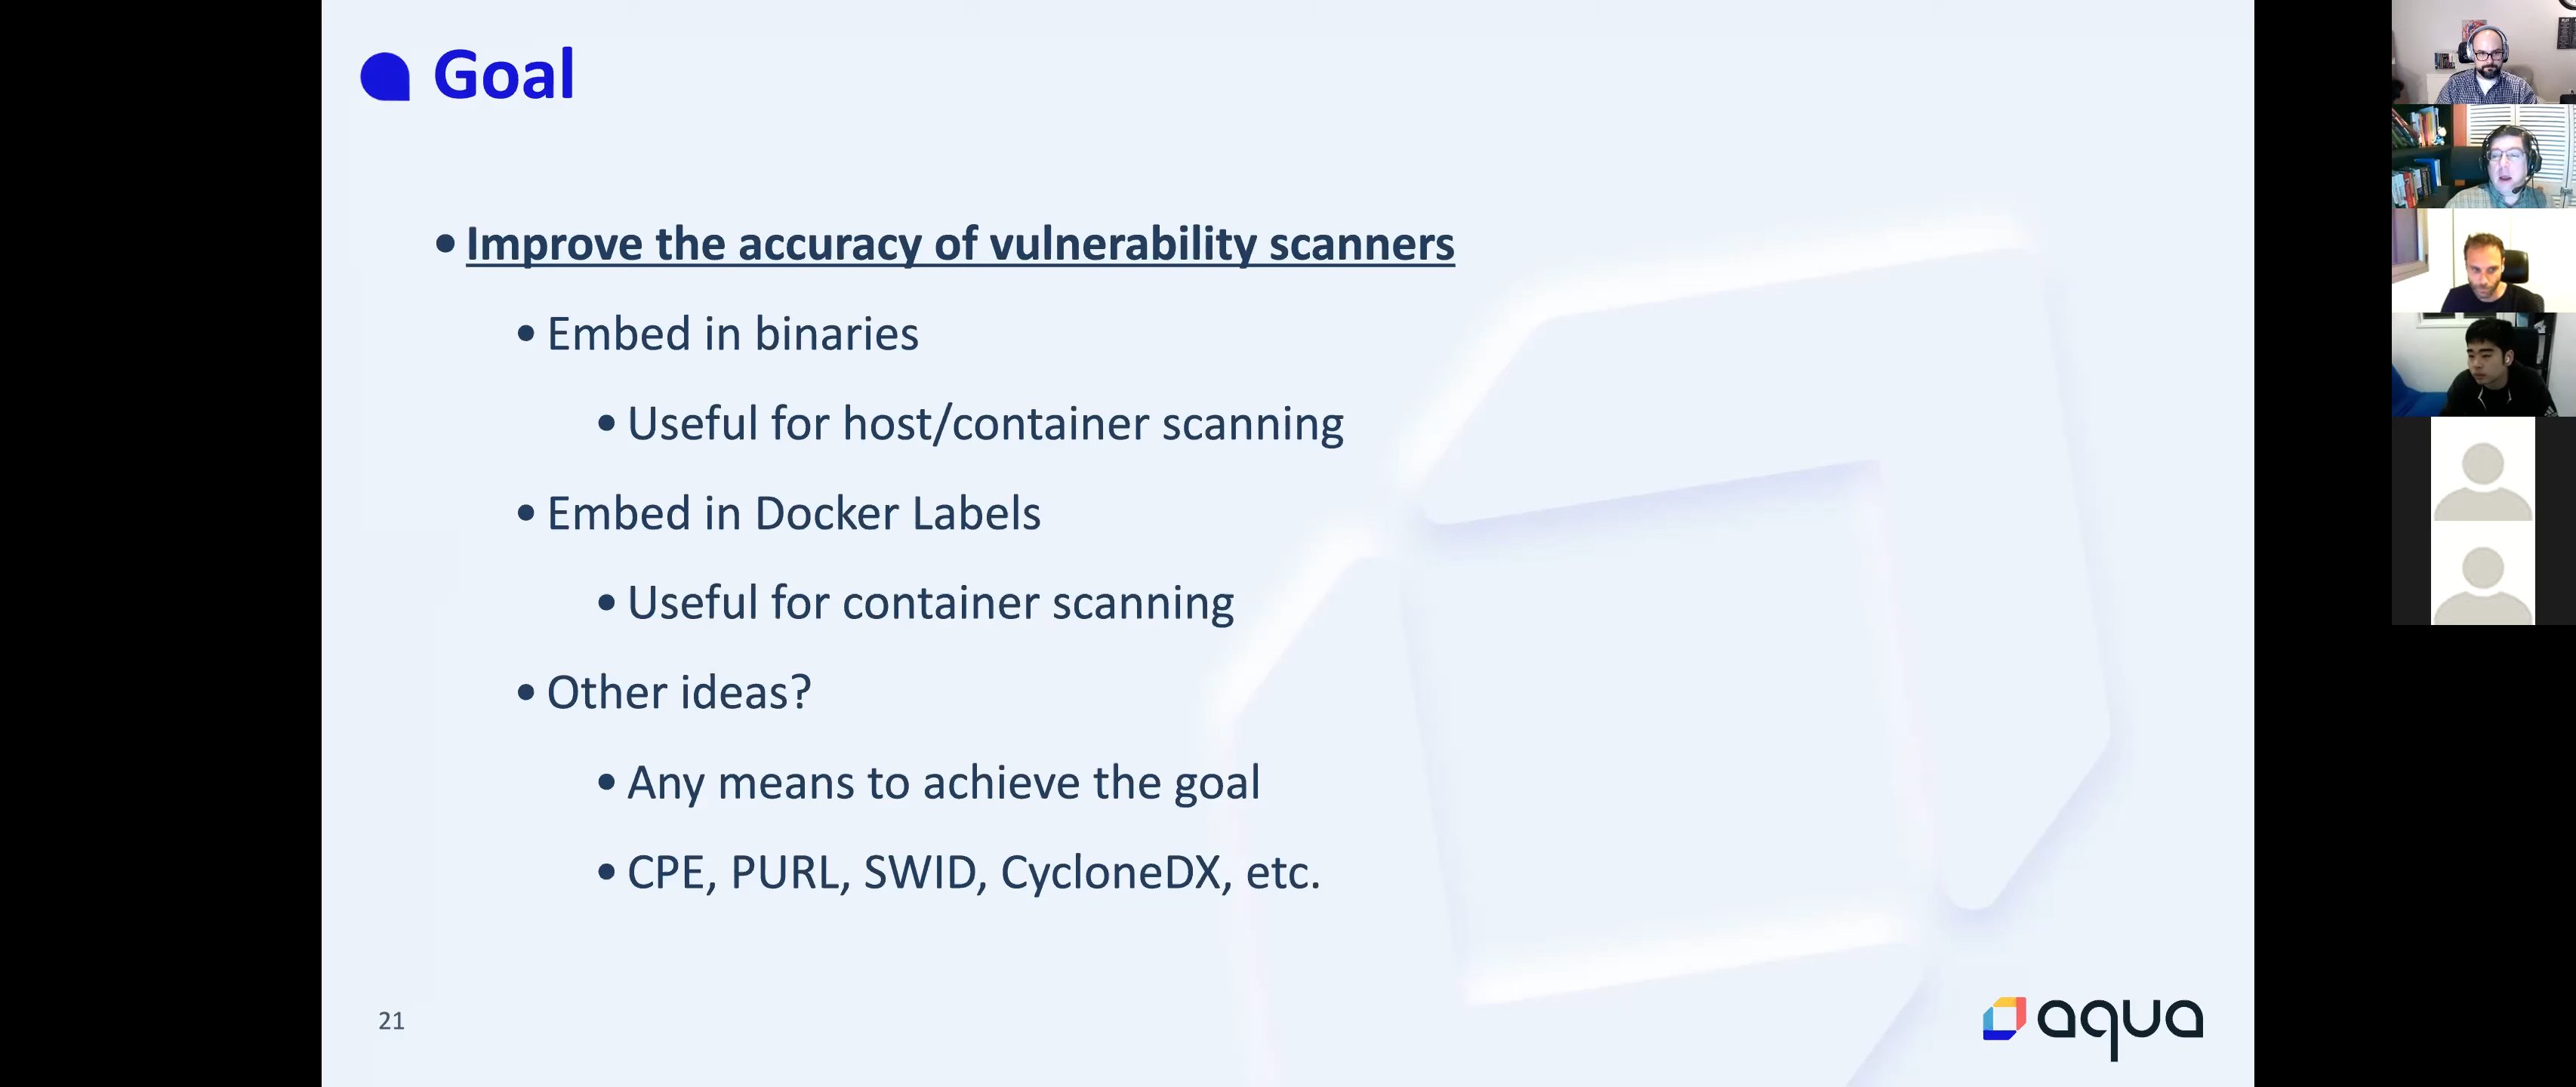 Goal
• Improve the accuracy of vulnerability scanners
• Embed in binaries
• Useful for host/container scanning
• Embed in Docker Labels
• Useful for container scanning
• Other ideas?
• Any means to achieve the goal
• CPE, PURL, SWID, CycloneDX, etc.
21
aqua